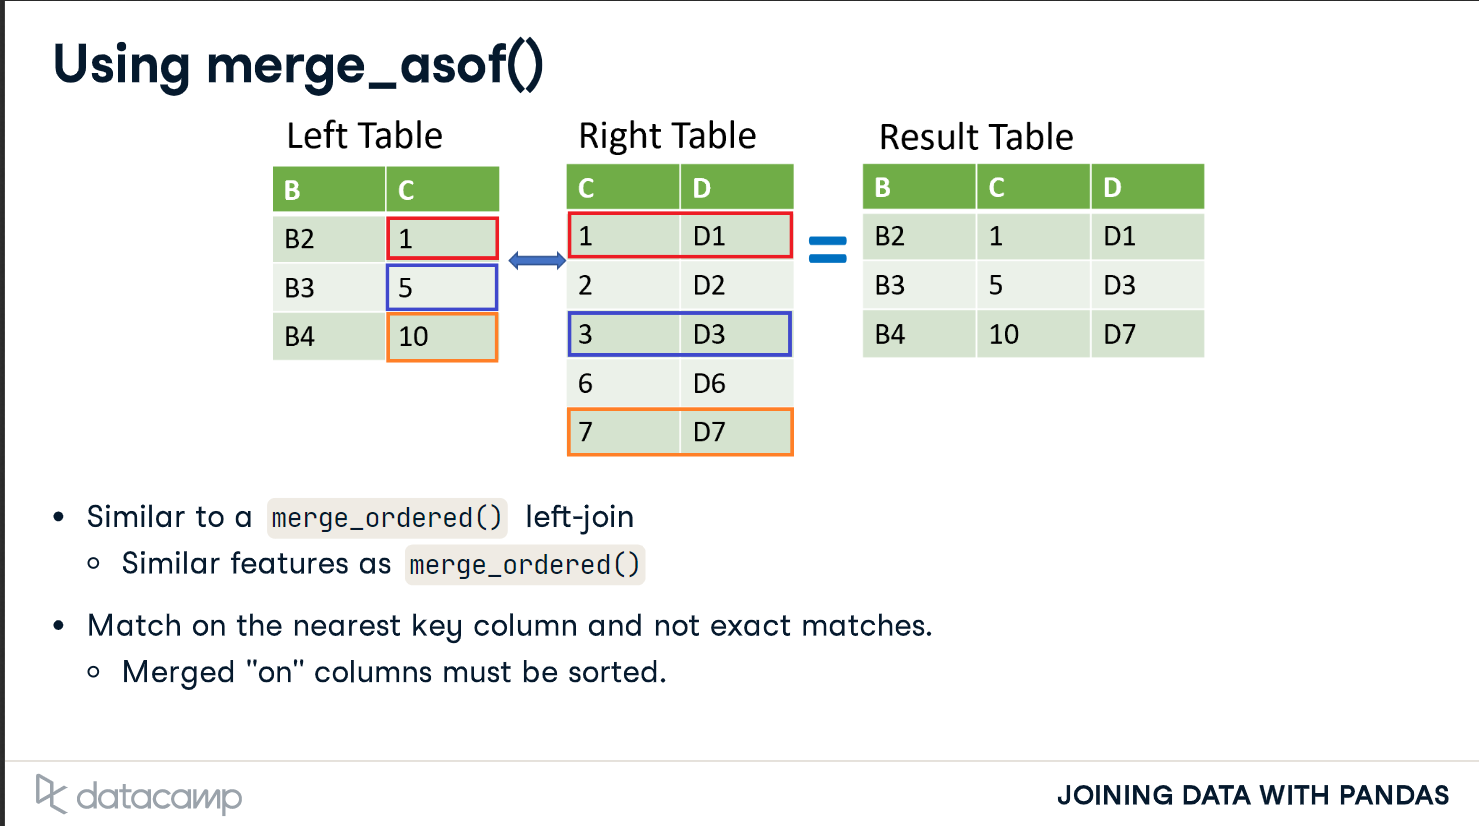 Using merge_asof()
Left Table
B C
B2 1
B3 5
B4 10
Right Table
C D
1 D1
2 D2
3 D3
6 D6
7 D7
=
Result Table
B C D
B2 1 D1
B3 5 D3
B4 10 D7
• Similar to a merge_ordered() left-join
○ Similar features as merge_ordered()
• Match on the nearest key column and not exact matches.
○ Merged "on" columns must be sorted.
datacamp
JOINING DATA WITH PANDAS